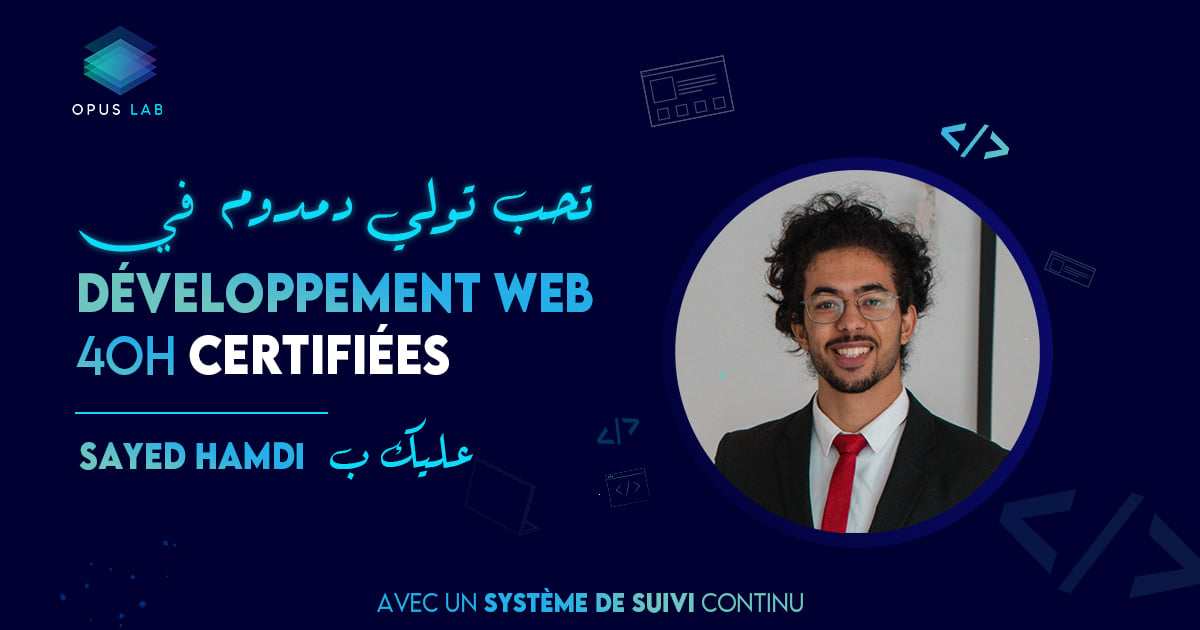 OPUS LAB
تحب تولي دمدوم في
DÉVELOPPEMENT WEB
40H CERTIFIÉES
SAYED HAMDI عليك ب
AVEC UN SYSTÈME DE SUIVI CONTINU